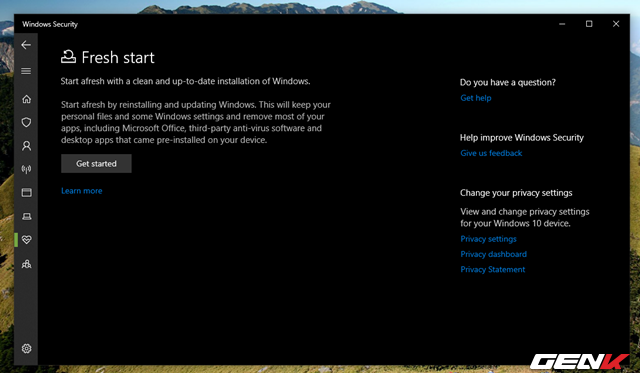 Windows Security
Fresh start
Start afresh with a clean and up-to-date installation of Windows.
Start afresh by reinstalling and updating Windows. This will keep your
personal files and some Windows settings and remove most of your
apps, including Microsoft Office, third-party anti-virus software and
desktop apps that came pre-installed on your device.
Get started
Learn more
Do you have a question?
Get help
Help improve Windows Security
Give us feedback
Change your privacy settings
View and change privacy settings
for your Windows 10 device.
Privacy settings
Privacy dashboard
Privacy Statement
GENK